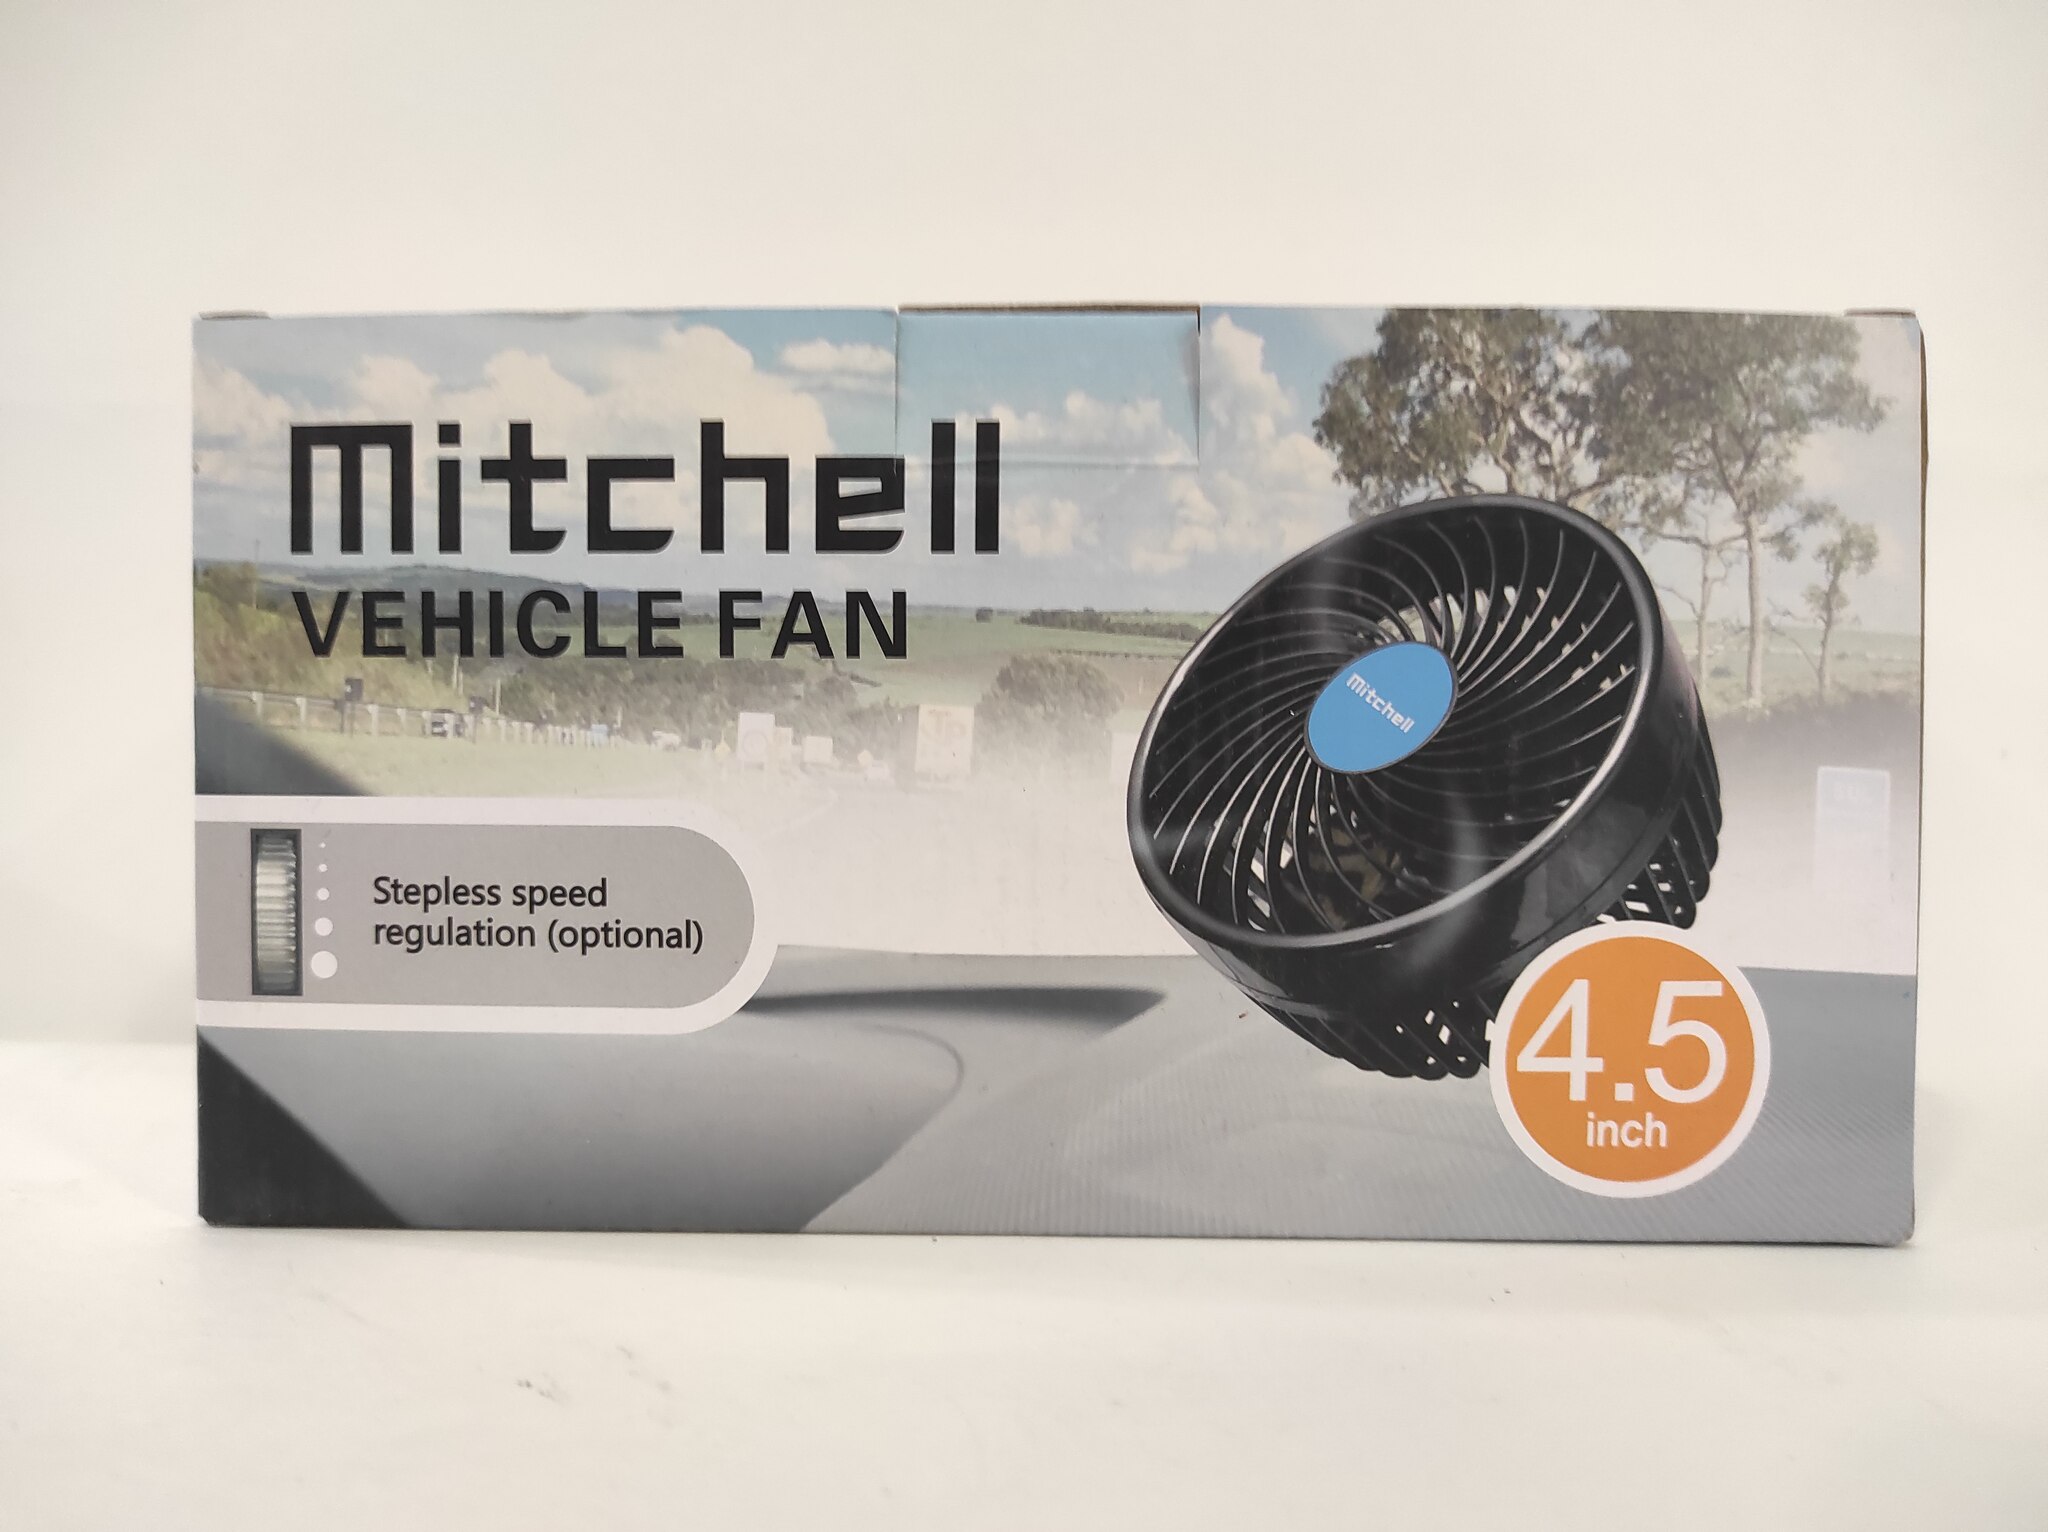 mitchell
VEHICLE FAN
mitchell
Stepless speed
regulation (optional)
4.5
inch